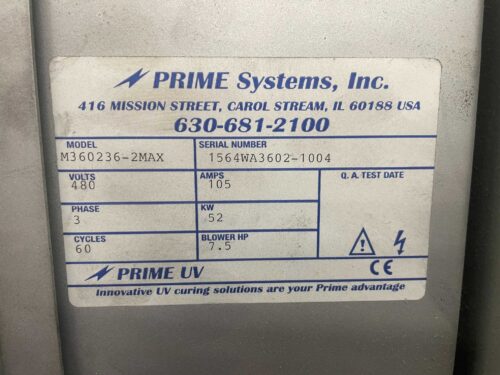 PRIME Systems, Inc.
416 MISSION STREET, CAROL STREAM, IL 60188 USA
630-681-2100
MODEL
M360236-2MAX
SERIAL NUMBER
1564WA3602-1004
VOLTS
480
AMPS
105
Q. A. TEST DATE
PHASE
3
KW
52
CYCLES
60
BLOWER HP
7.5
PRIME UV
CE
Innovative UV curing solutions are your Prime advantage